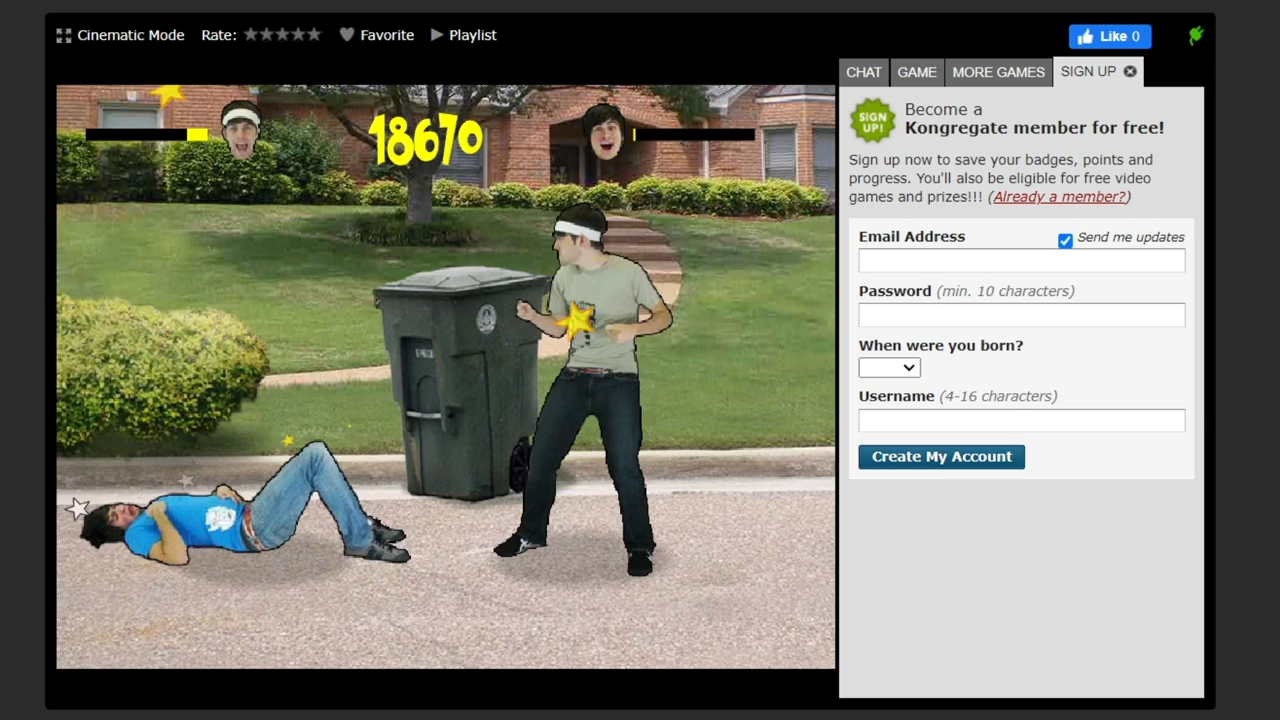 Cinematic Mode Rate: Favorite Playlist
Like 0
CHAT GAME MORE GAMES SIGN UP
18670
SIGN
UP!
Become a
Kongregate member for free!
Sign up now to save your badges, points and
progress. You'll also be eligible for free video
games and prizes!!! (Already a member?)
Email Address
Send me updates
Password (min. 10 characters)
When were you born?
Username (4-16 characters)
Create My Account